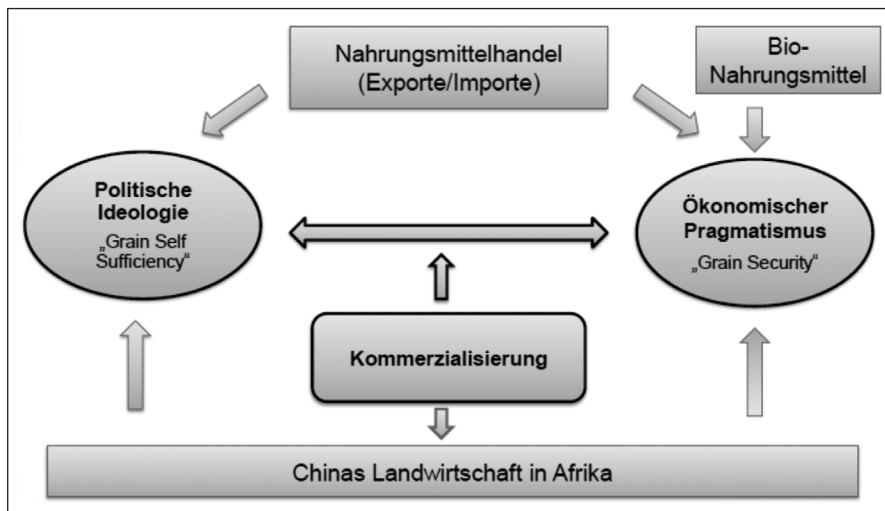 Nahrungsmittelhandel
(Exporte/Importe)
Bio-
Nahrungsmittel
Politische
Ideologie
„Grain Self
Sufficiency“
Ökonomischer
Pragmatismus
„Grain Security“
Kommerzialisierung
Chinas Landwirtschaft in Afrika